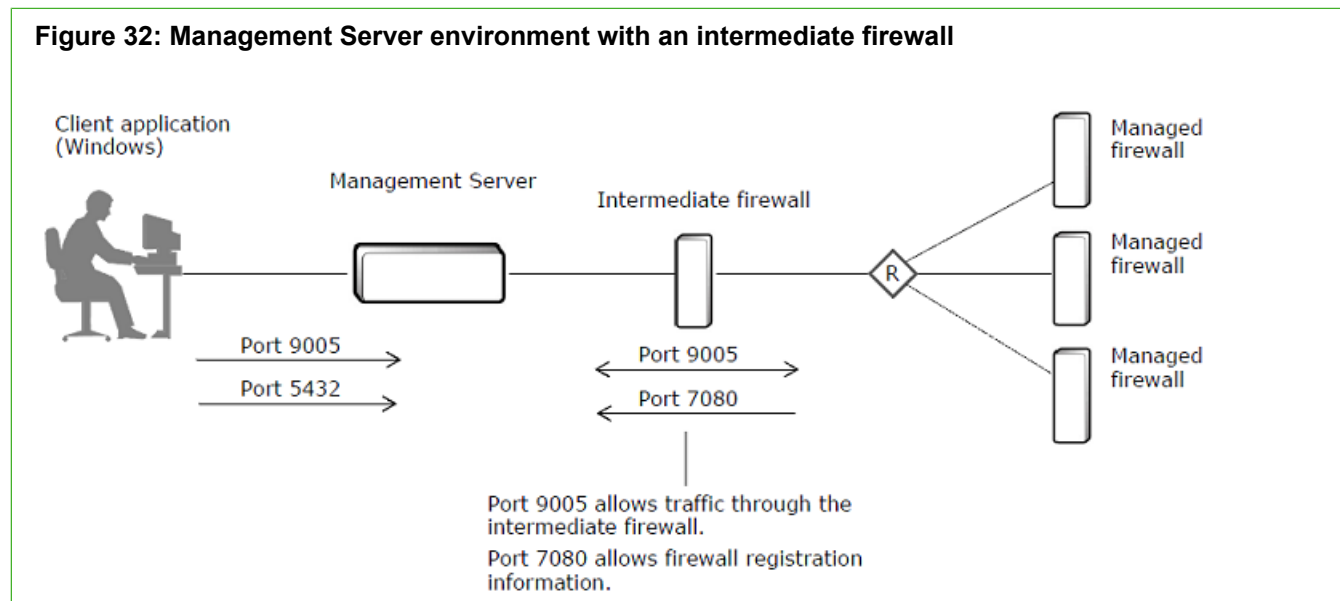 Figure 32: Management Server environment with an intermediate firewall
Client application
(Windows)
Management Server
Intermediate firewall
Managed
firewall
R
Managed
firewall
Managed
firewall
Port 9005
Port 5432
Port 9005
Port 7080
Port 9005 allows traffic through the
intermediate firewall.
Port 7080 allows firewall registration
information.